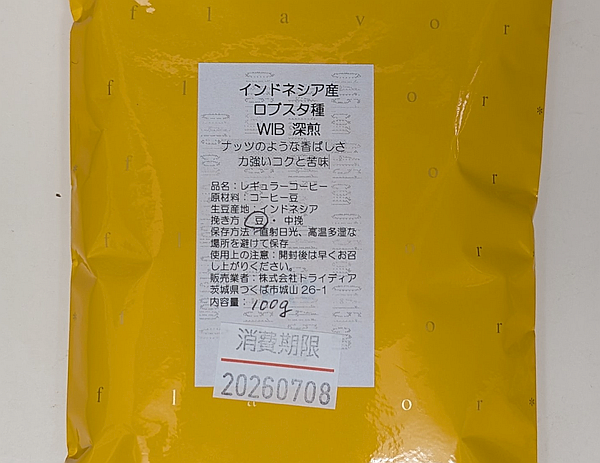 f l a v o r
f l o r
f l o r
f r
f r
f l a o r
インドネシア産
ロブスタ種
WIB 深煎
ナッツのような香ばしさ
力強いコクと苦味
品名：レギュラーコーヒー
原材料：コーヒー豆
生豆産地：インドネシア
挽き方 豆・ 中挽
保存方法：直射日光、高温多湿な
場所を避けて保存
使用上の注意：開封後は早くお召
し上がりください。
販売業者：株式会社トライディア
茨城県つくば市城山 26-1
内容量： 100g
消費期限
20260708